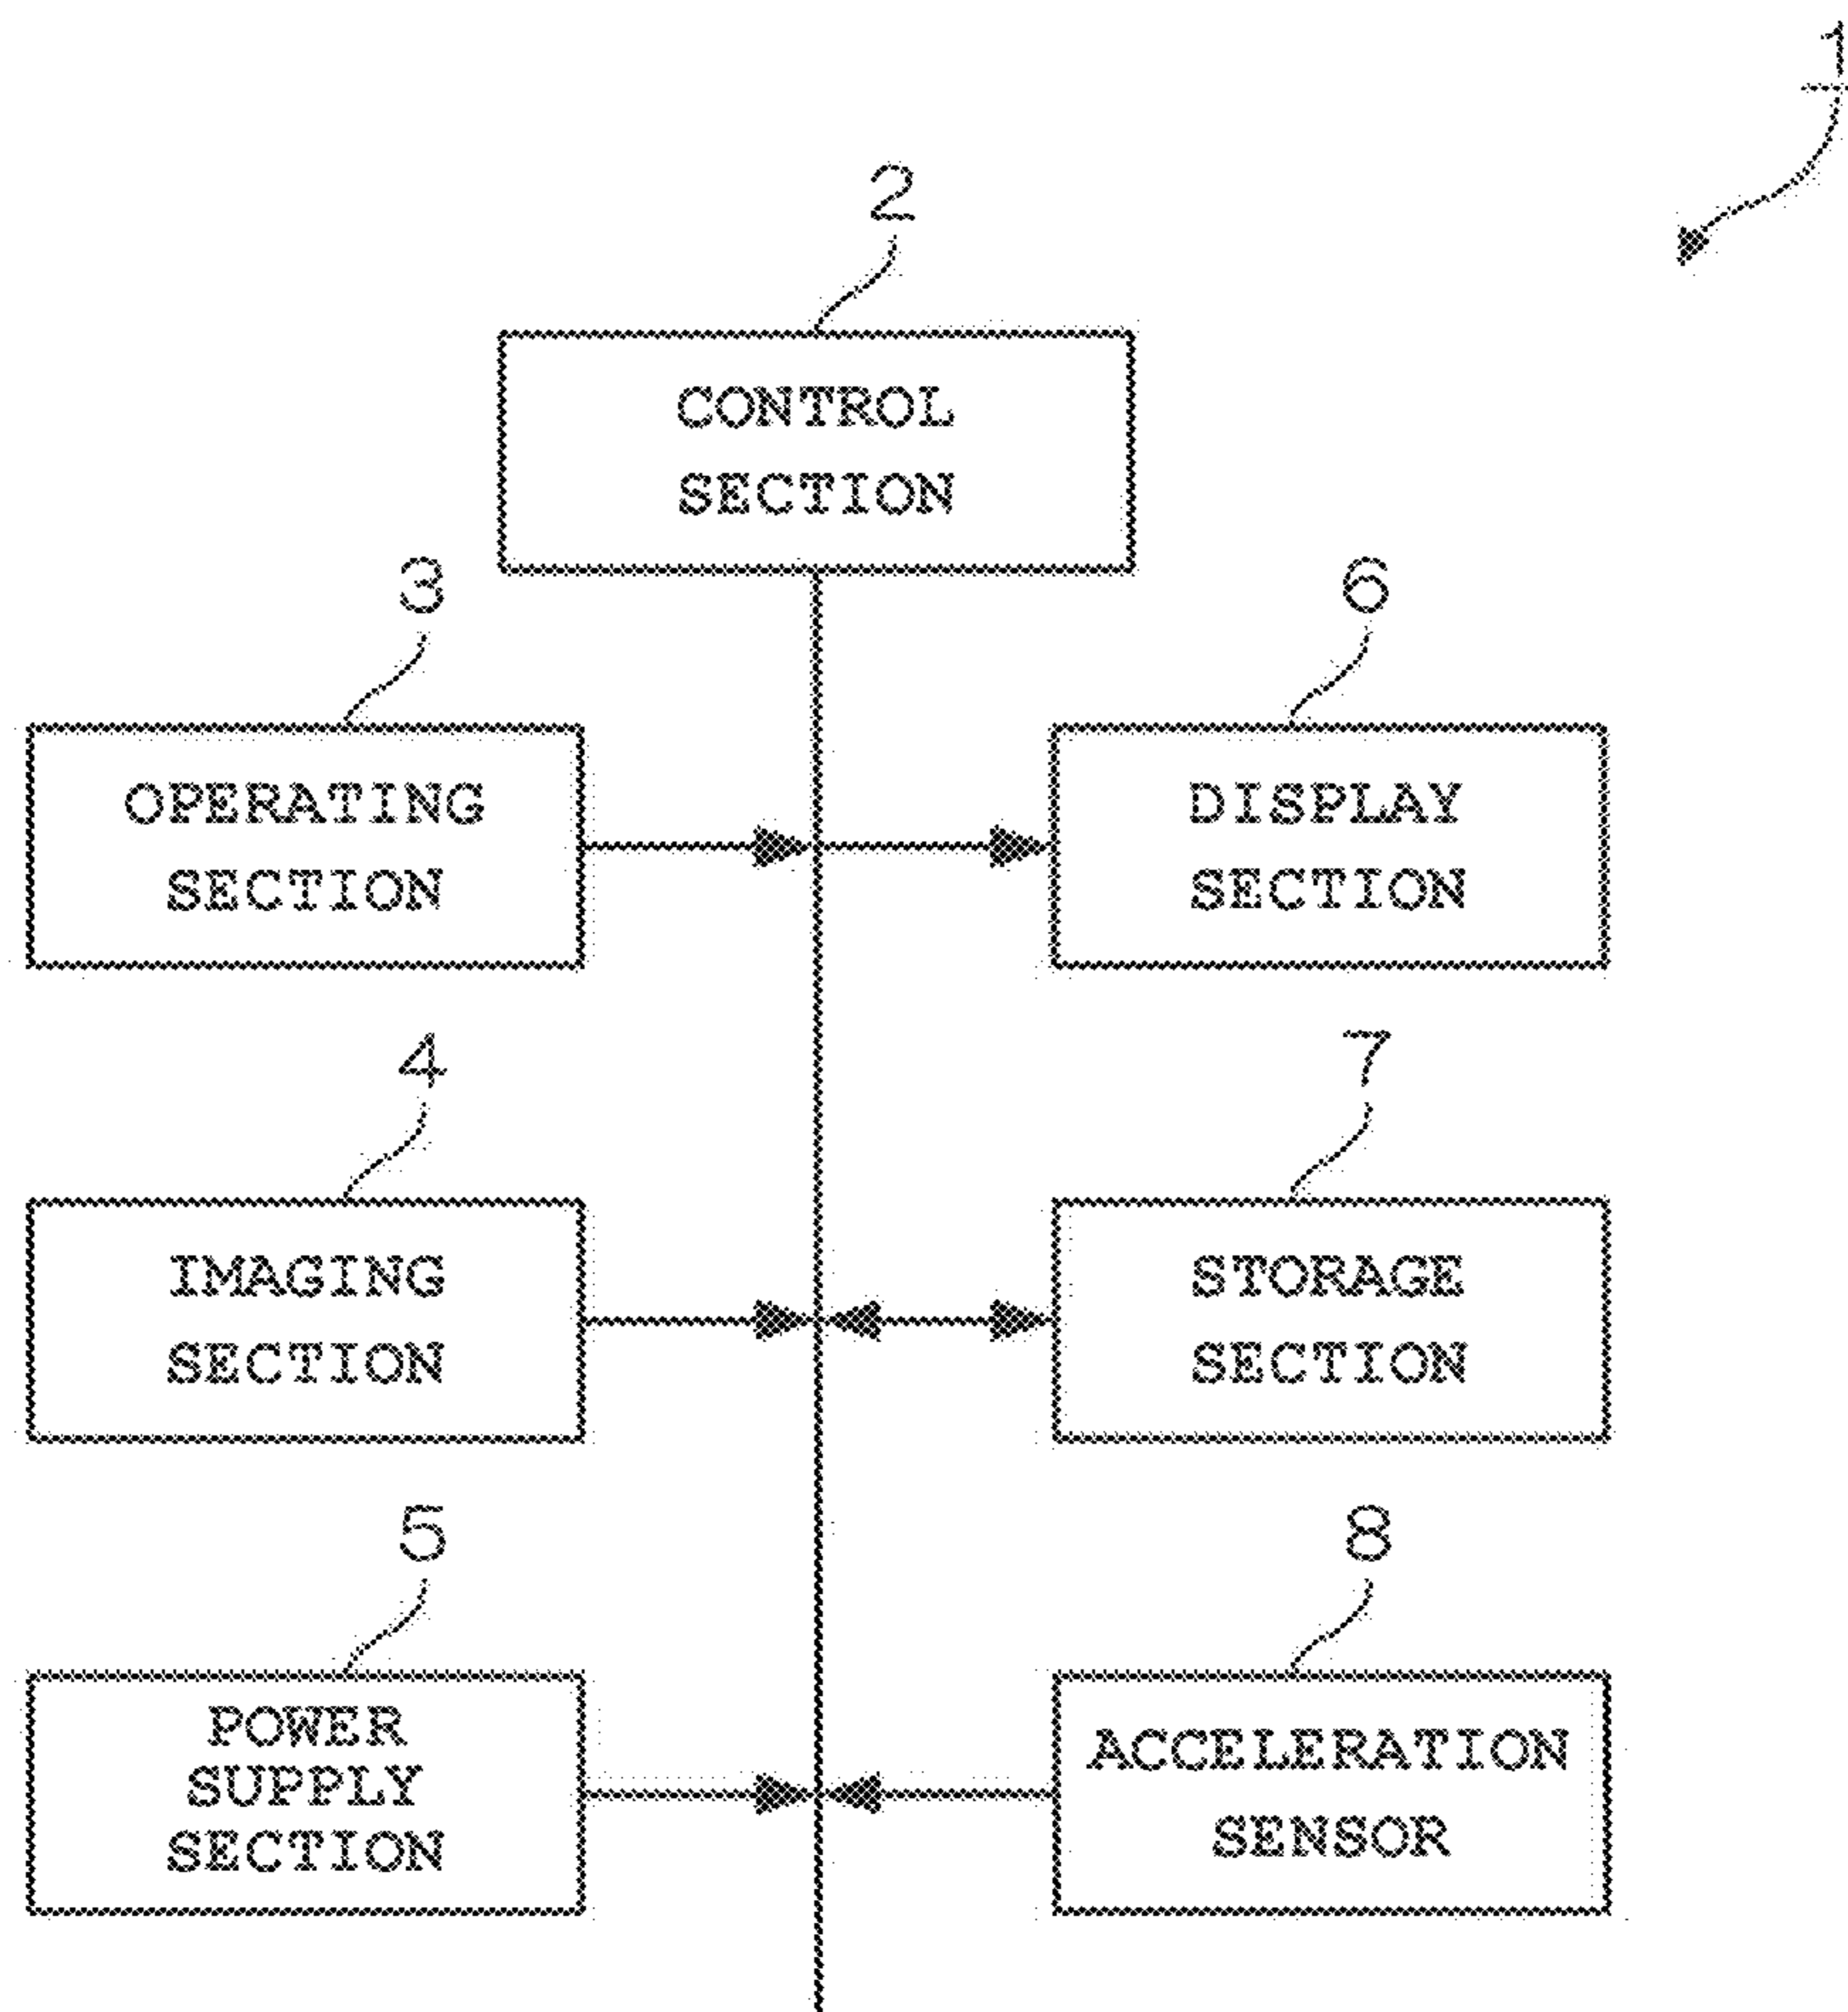 1
2
CONTROL
SECTION
3
OPERATING
SECTION
6
DISPLAY
SECTION
4
IMAGING
SECTION
7
STORAGE
SECTION
5
POWER
SUPPLY
SECTION
8
ACCELERATION
SENSOR